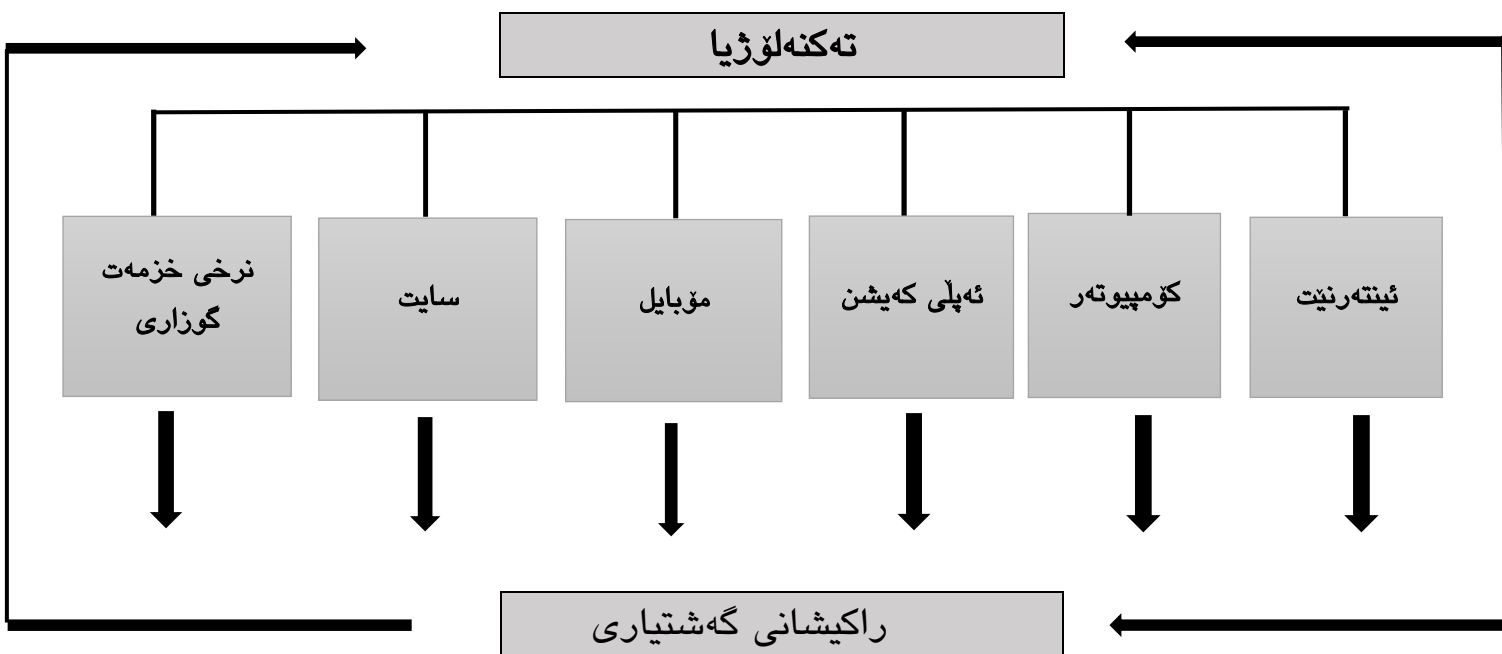 تەکنەلۆژیا
ئینتەرنێت
کۆمپیوتەر
ئەپڵی کەیشن
مۆبایل
سایت
نرخی خزمەت
گوزاری
راکیشانی گەشتیاری